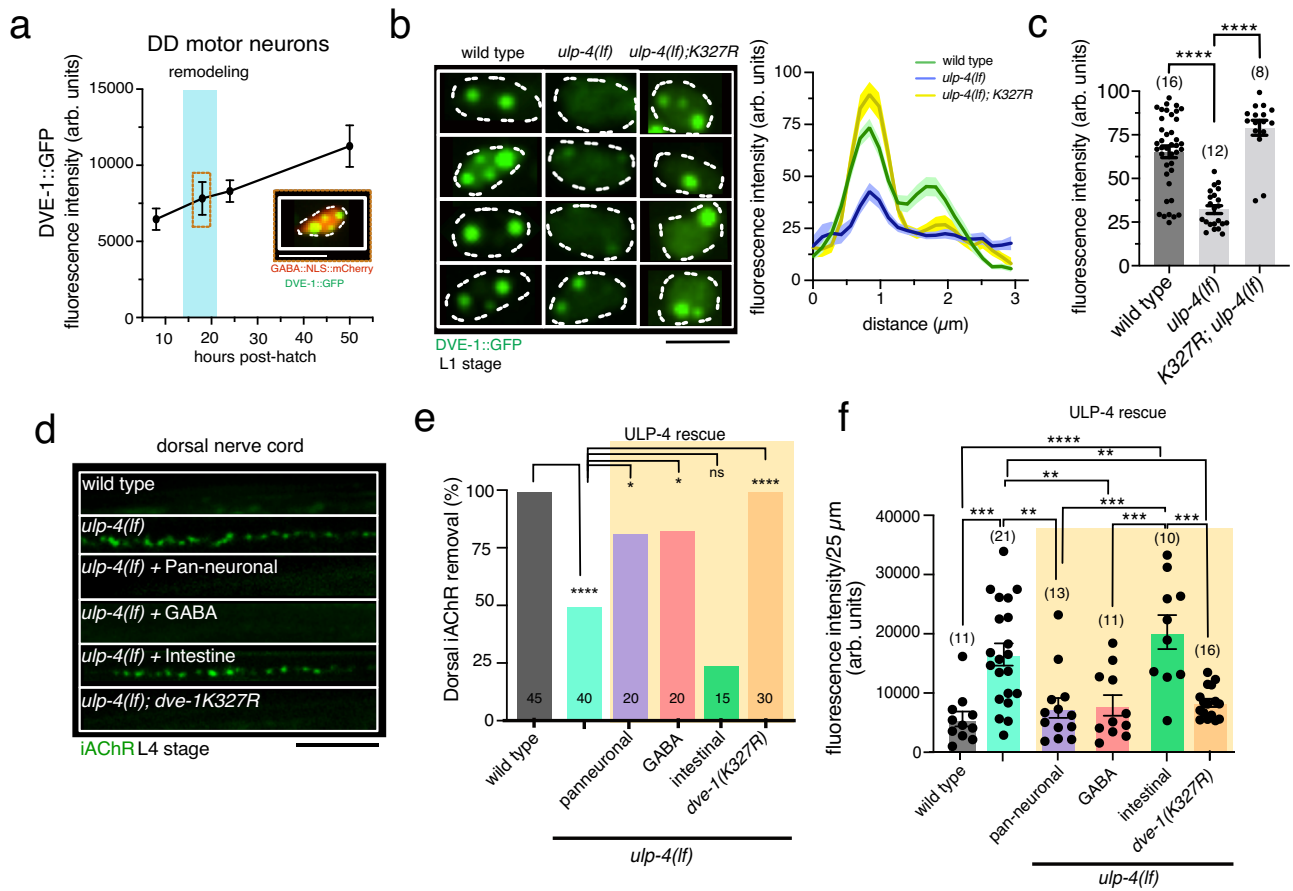 a
DD motor neurons
remodeling
DVE-1::GFP
fluorescence intensity (arb. units)
15000
12500
10000
7500
5000
2500
0
10 20 30 40 50
hours post-hatch
GABA::NLS::mCherry
DVE-1::GFP
b
wild type ulp-4(lf) ulp-4(lf);K327R
DVE-1::GFP
L1 stage
fluorescence intensity (arb. units)
100
75
50
25
0
0 1 2 3
distance (µm)
wild type
ulp-4(lf)
ulp-4(lf); K327R
c
fluorescence intensity (arb. units)
100
75
50
25
0
**** ****
(16) (12) (8)
wild type
ulp-4(lf)
K327R; ulp-4(lf)
d
dorsal nerve cord
wild type
ulp-4(lf)
ulp-4(lf) + Pan-neuronal
ulp-4(lf) + GABA
ulp-4(lf) + Intestine
ulp-4(lf); dve-1K327R
iAChR L4 stage
e
ULP-4 rescue
Dorsal iAChR removal (%)
100
75
50
25
0
**** * * ns ****
45 40 20 20 15 30
wild type
panneuronal
GABA
intestinal
dve-1(K327R)
ulp-4(lf)
f
ULP-4 rescue
fluorescence intensity/25 µm
(arb. units)
40000
30000
20000
10000
0
****
**
**
*** ** *** *** ***
(11) (21) (13) (11) (10) (16)
wild type
pan-neuronal
GABA
intestinal
dve-1(K327R)
ulp-4(lf)